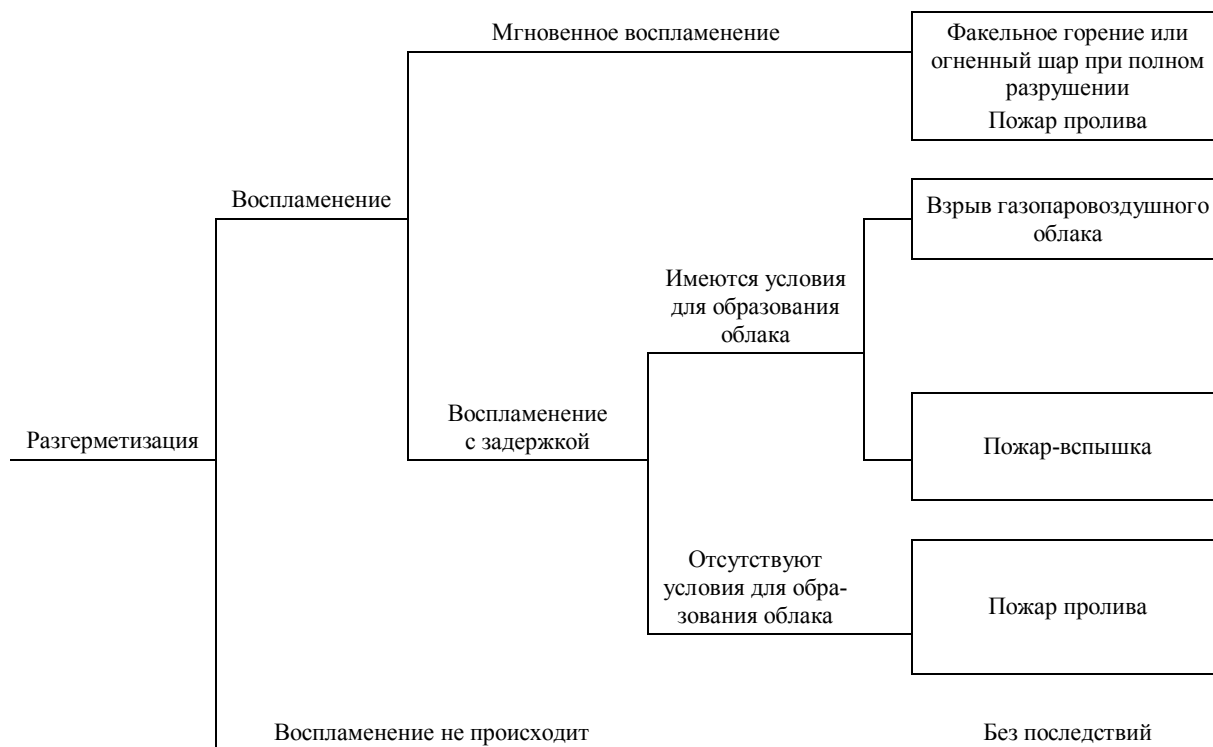 Мгновенное воспламенение
Факельное горение или
огненный шар при полном
разрушении
Пожар пролива
Воспламенение
Взрыв газопаровоздушного
облака
Имеются условия
для образования
облака
Воспламенение
с задержкой
Разгерметизация
Пожар-вспышка
Отсутствуют
условия для обра-
зования облака
Пожар пролива
Воспламенение не происходит
Без последствий